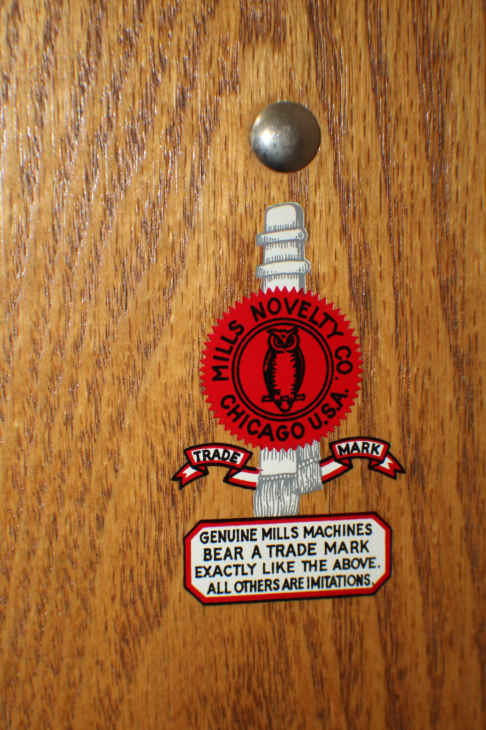 MILLS NOVELTY CO.
CHICAGO U.S.A.
TRADE MARK
GENUINE MILLS MACHINES
BEAR A TRADE MARK
EXACTLY LIKE THE ABOVE.
ALL OTHERS ARE IMITATIONS.